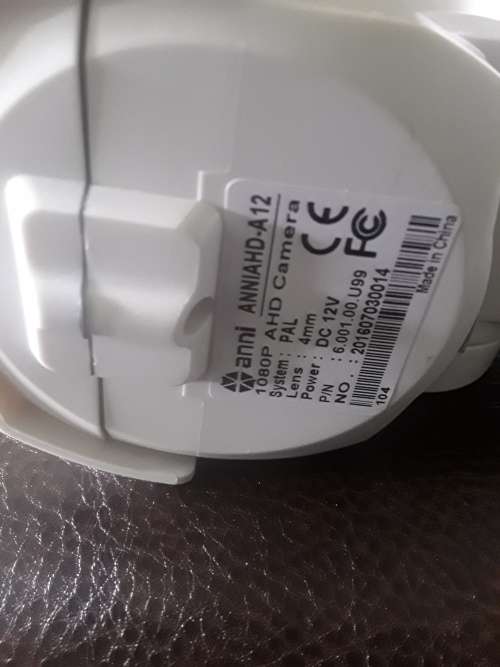 anni ANNIAHD-A12
1080P AHD Camera
System : PAL
Lens : 4mm
Power : DC 12V
P/N : 6.001.00.U99
NO. : 201607030014
CE FC
104
Made in China